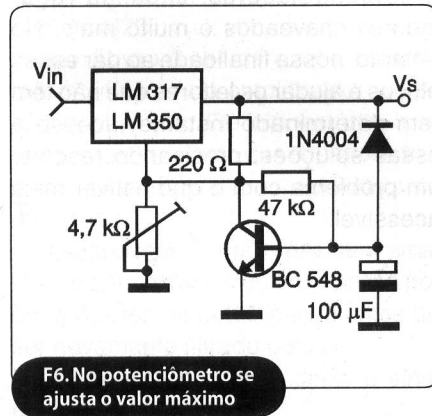 Vin
Vs
LM 317
LM 350
1N4004
220 Ω
47 kΩ
4,7 kΩ
BC 548
100 µF
F6. No potenciômetro se
ajusta o valor máximo